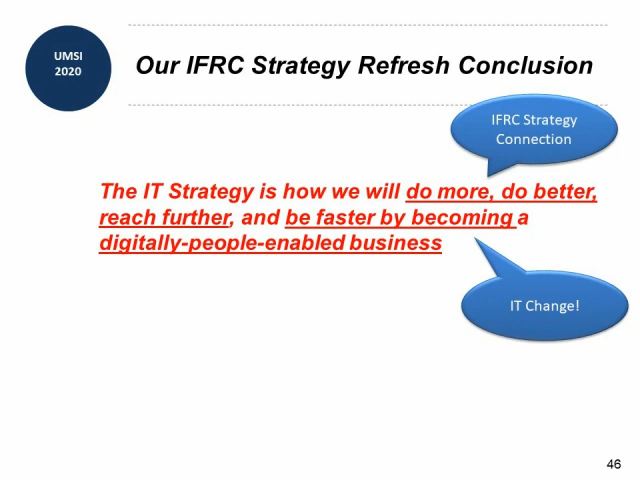 UMSI
2020
Our IFRC Strategy Refresh Conclusion
IFRC Strategy
Connection
The IT Strategy is how we will do more, do better,
reach further, and be faster by becoming a
digitally-people-enabled business
IT Change!
46